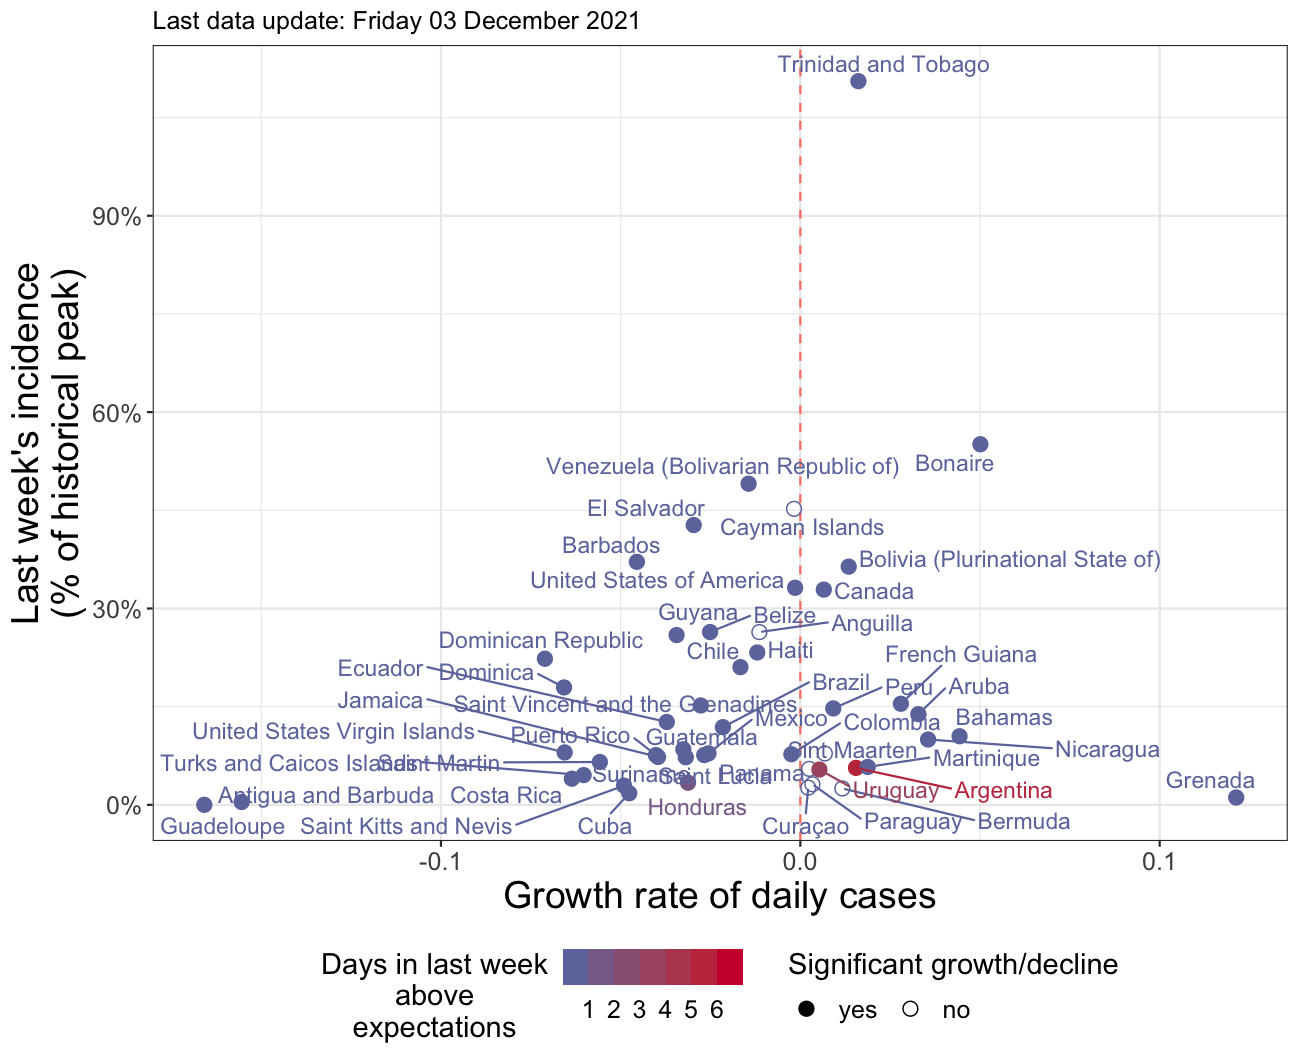 Last data update: Friday 03 December 2021
Last week's incidence
(% of historical peak)
90%
60%
30%
0%
Trinidad and Tobago
Bonaire
Venezuela (Bolivarian Republic of)
El Salvador
Cayman Islands
Barbados
Bolivia (Plurinational State of)
United States of America
Canada
Guyana
Belize
Anguilla
Dominican Republic
Chile
Haiti
French Guiana
Ecuador
Dominica
Brazil
Peru
Aruba
Jamaica
Saint Vincent and the Grenadines
Mexico
Colombia
Bahamas
United States Virgin Islands
Puerto Rico
Guatemala
Maarten
Nicaragua
Turks and Caicos Islands
Saint Martin
Suriname
Saint Lucia
Panama
Martinique
Grenada
Antigua and Barbuda
Costa Rica
Honduras
Uruguay
Argentina
Guadeloupe
Saint Kitts and Nevis
Cuba
Curaçao
Paraguay
Bermuda
-0.1
0.0
0.1
Growth rate of daily cases
Days in last week
above
expectations
1 2 3 4 5 6
Significant growth/decline
yes
no